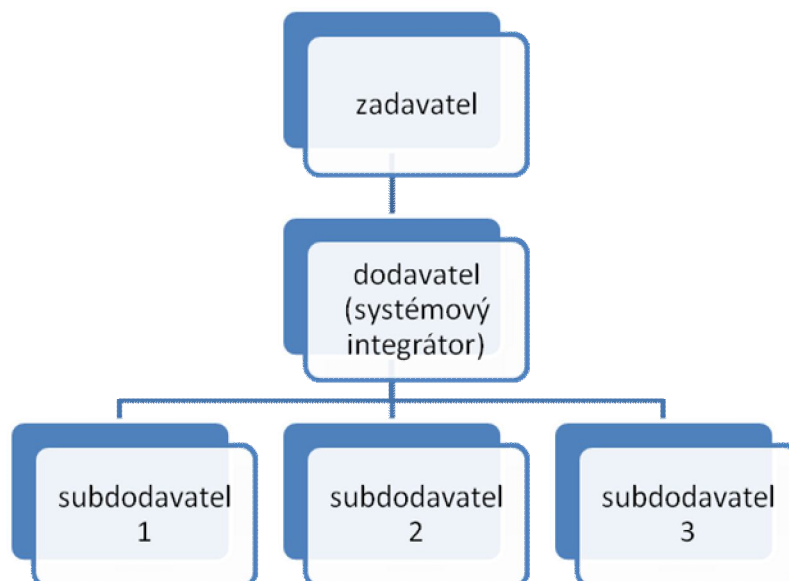 zadavatel
dodavatel
(systémový
integrátor)
subdodavatel
1
subdodavatel
2
subdodavatel
3